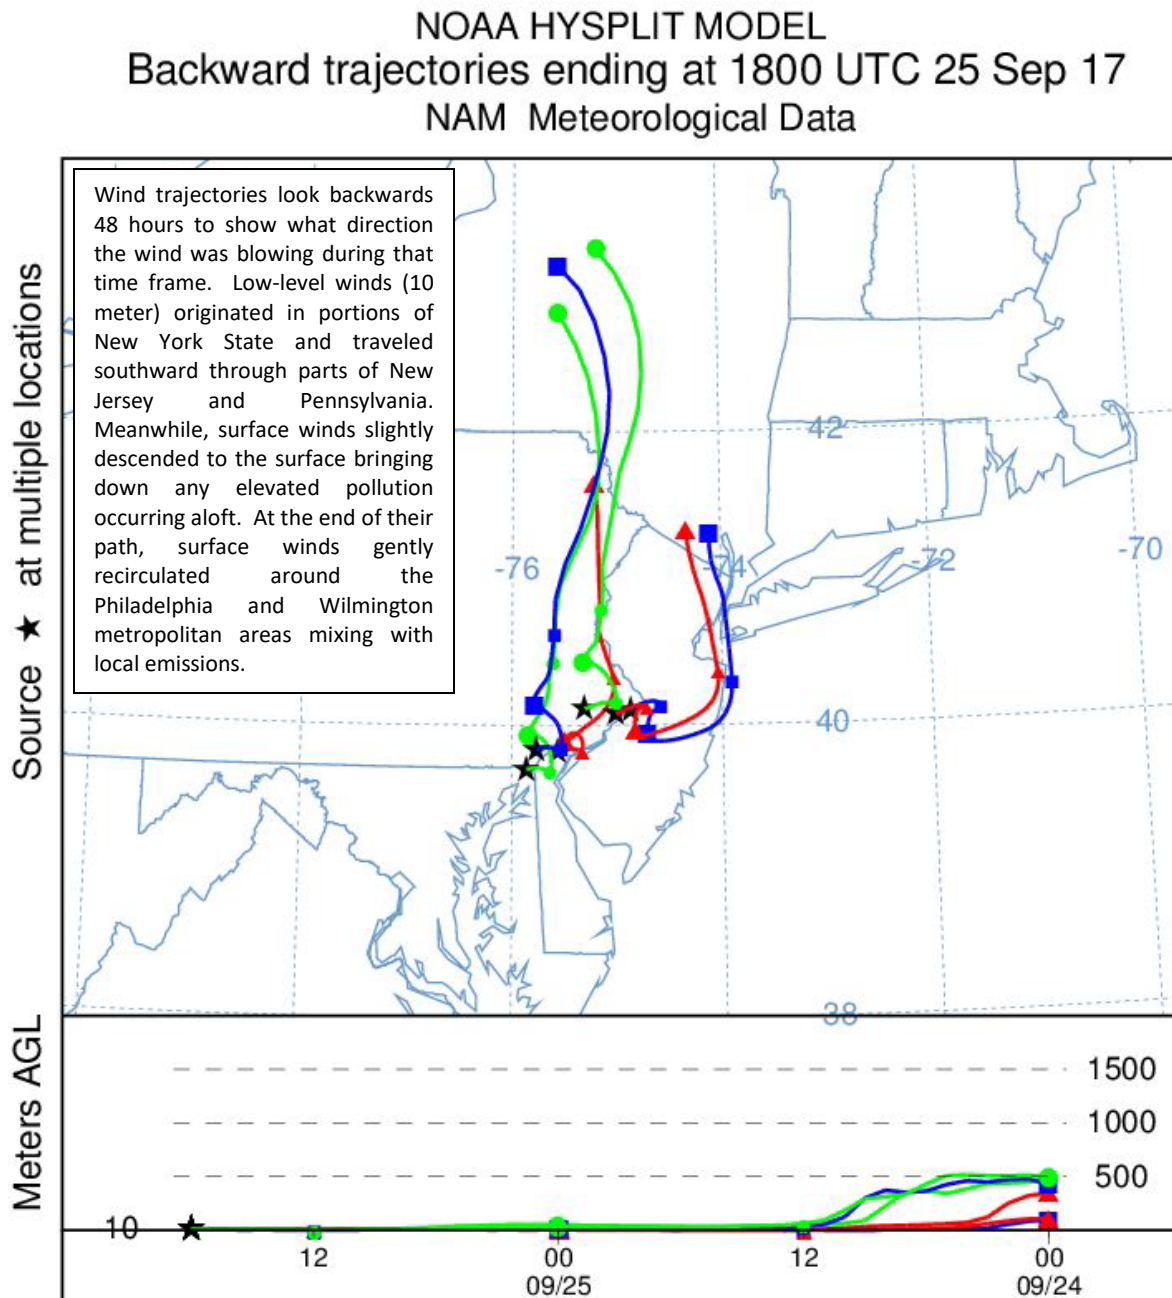 NOAA HYSPLIT MODEL
Backward trajectories ending at 1800 UTC 25 Sep 17
NAM Meteorological Data
Source ★ at multiple locations
Wind trajectories look backwards
48 hours to show what direction
the wind was blowing during that
time frame. Low-level winds (10
meter) originated in portions of
New York State and traveled
southward through parts of New
Jersey and Pennsylvania.
Meanwhile, surface winds slightly
descended to the surface bringing
down any elevated pollution
occurring aloft. At the end of their
path, surface winds gently
recirculated around the
Philadelphia and Wilmington
metropolitan areas mixing with
local emissions.
42
-76
-74
-72
-70
40
38
Meters AGL
1500
1000
500
10
12
00
12
00
09/25
09/24